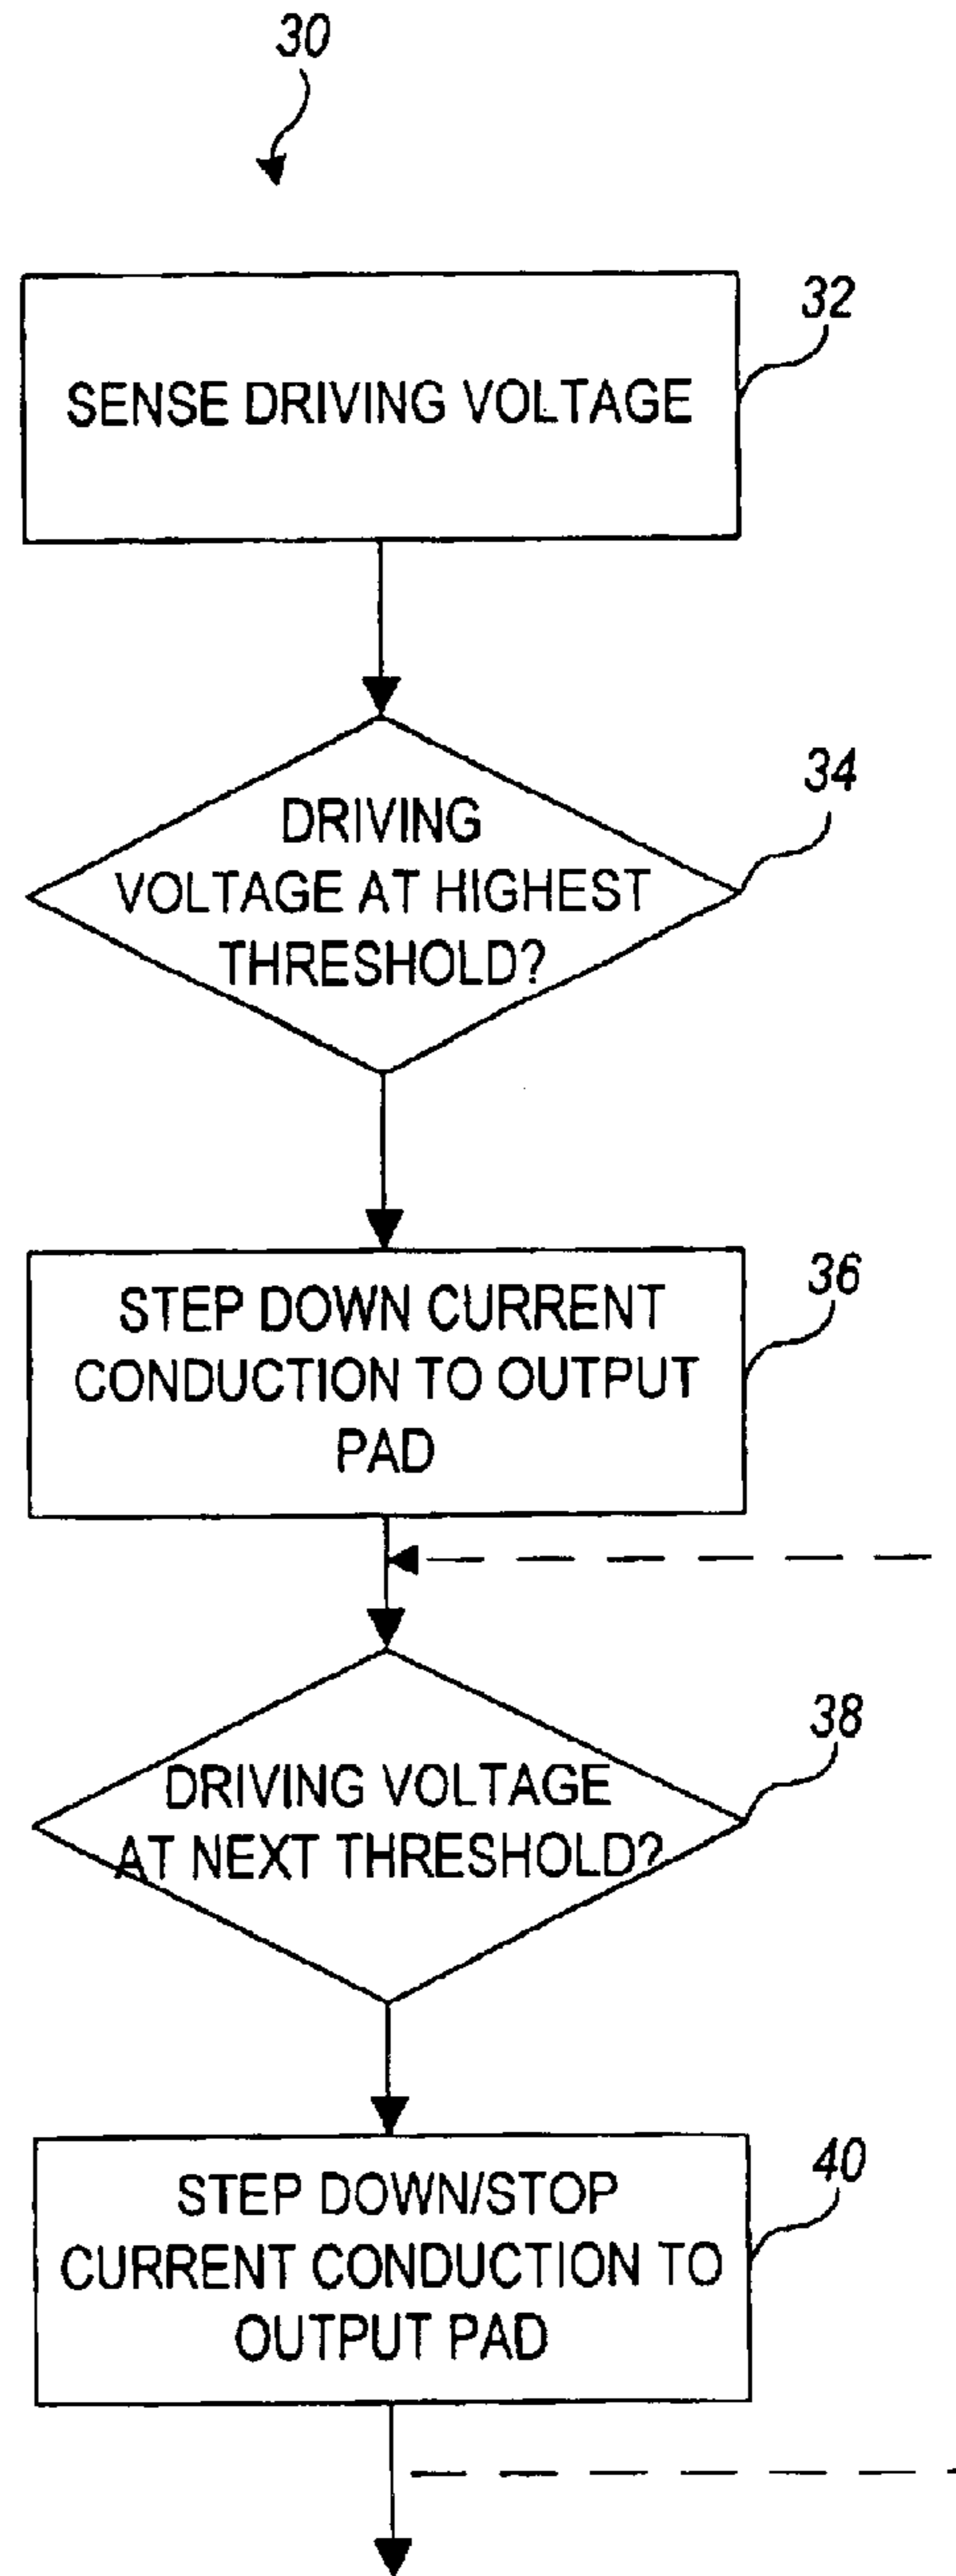 30
32
SENSE DRIVING VOLTAGE
34
DRIVING
VOLTAGE AT HIGHEST
THRESHOLD?
36
STEP DOWN CURRENT
CONDUCTION TO OUTPUT
PAD
38
DRIVING VOLTAGE
AT NEXT THRESHOLD?
40
STEP DOWN/STOP
CURRENT CONDUCTION TO
OUTPUT PAD